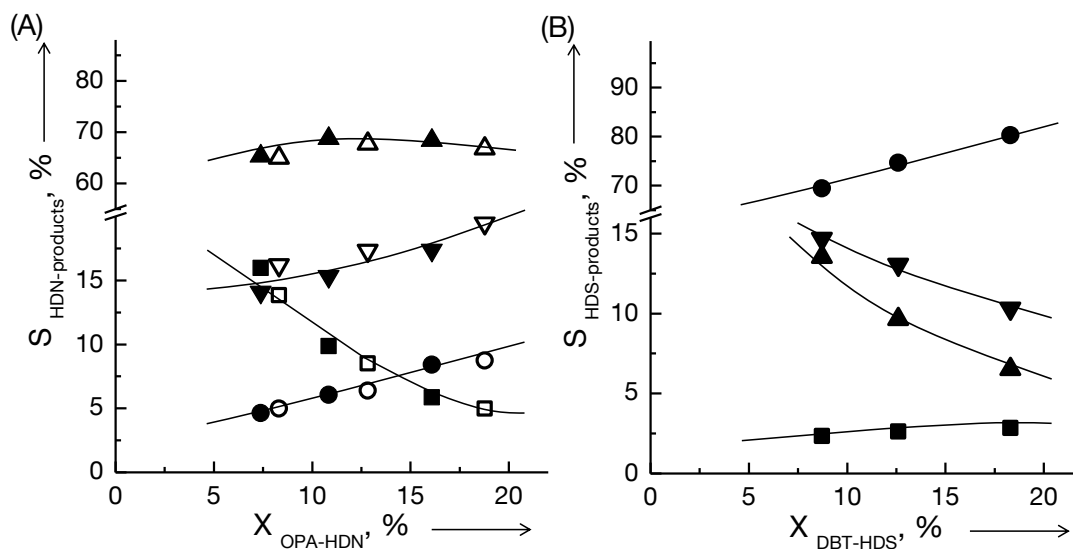 (A)
80
70
60
15
10
5
0
S HDN-products, %
0 5 10 15 20
X OPA-HDN, %
(B)
90
80
70
15
10
5
0
S HDS-products, %
0 5 10 15 20
X DBT-HDS, %